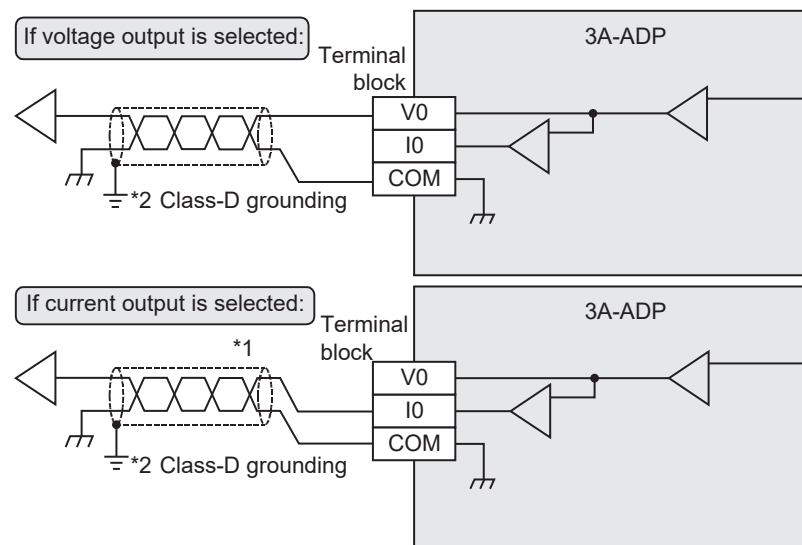 If voltage output is selected:
Terminal
block
3A-ADP
V0
I0
COM
*2 Class-D grounding
If current output is selected:
Terminal
block
3A-ADP
*1
V0
I0
COM
*2 Class-D grounding